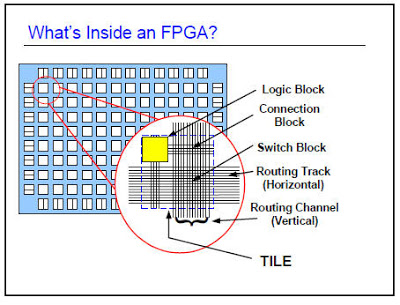 What's Inside an FPGA?
Logic Block
Connection
Block
Switch Block
Routing Track
(Horizontal)
Routing Channel
(Vertical)
TILE